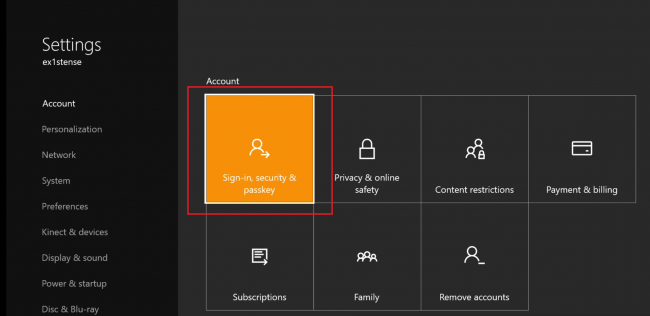 Settings
ex1stense
Account
Personalization
Network
System
Preferences
Kinect & devices
Display & sound
Power & startup
Disc & Blu-ray
Account
Sign-in, security &
passkey
Privacy & online
safety
Content restrictions
Payment & billing
Subscriptions
Family
Remove accounts